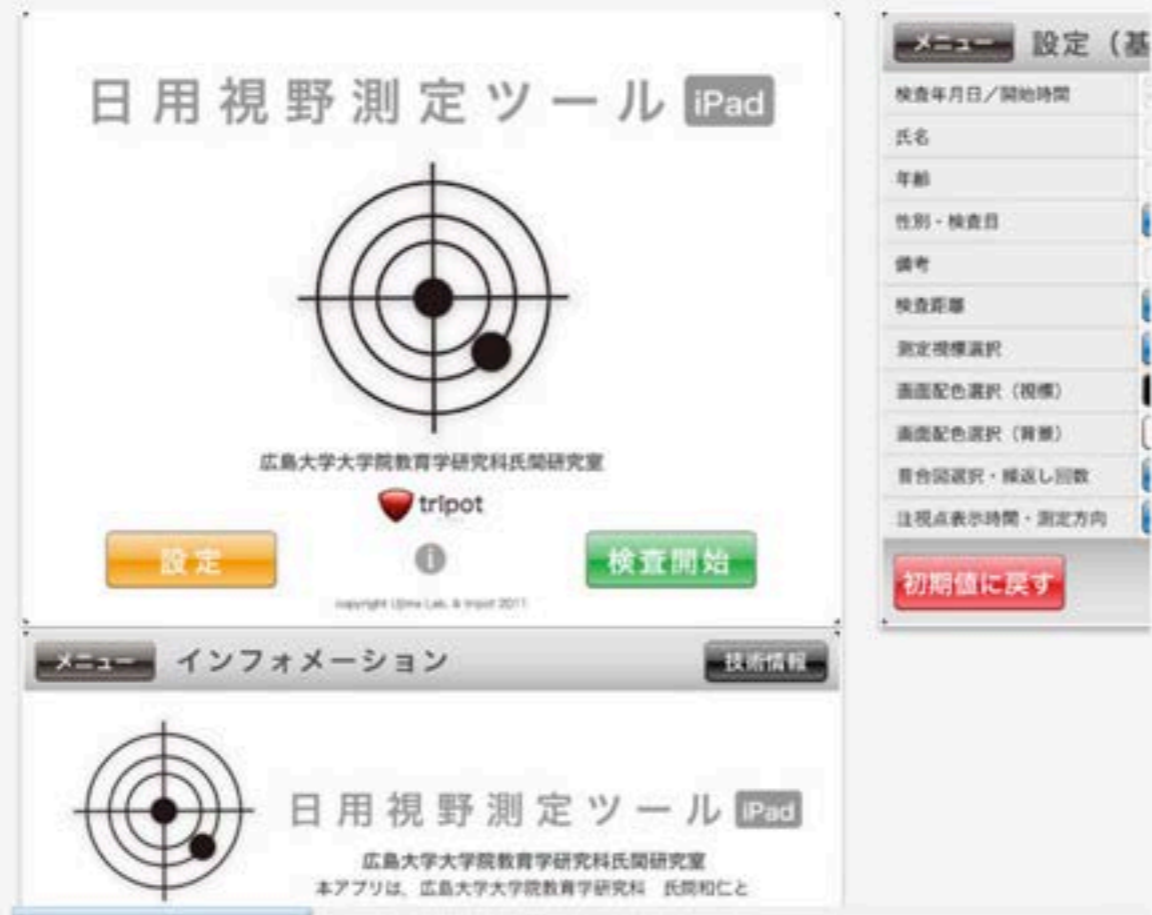 日用視野測定ツール iPad
広島大学大学院教育学研究科氏間研究室
tripot
設定
i
検査開始
copyright Ujima Lab. & tripot 2011
メニュー
インフォメーション
技術情報
日用視野測定ツール iPad
広島大学大学院教育学研究科氏間研究室
本アプリは、広島大学大学院教育学研究科 氏間和仁と
メニュー
設定（基
検査年月日／開始時間
氏名
年齢
性別・検査目
備考
検査距離
測定視標選択
画面配色選択（視標）
画面配色選択（背景）
選択・繰返し回数
注視点表示時間・測定方向
初期値に戻す